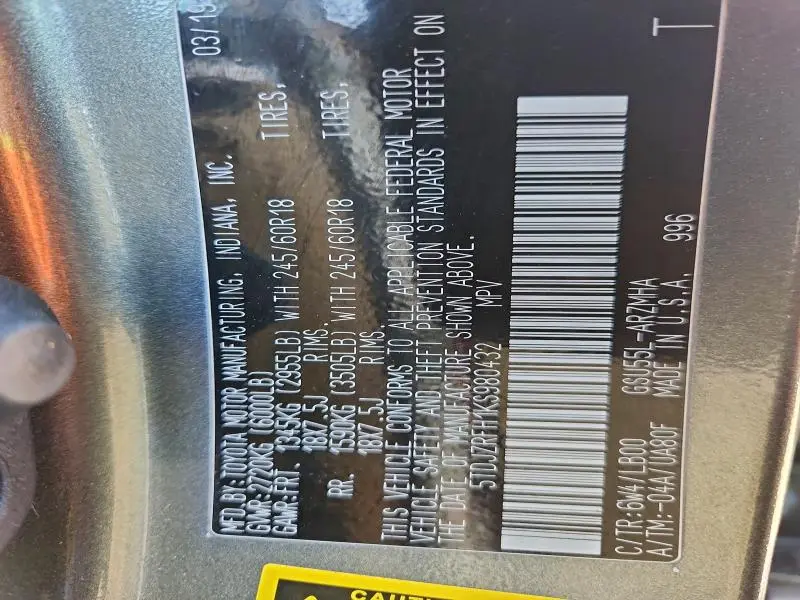 MFD.BY:TOYOTA MOTOR MANUFACTURING, INDIANA, INC. 03/19
GWMR:2720KG (6000LB)
GAWR:FRT. 1345KG (2955LB) WITH 245/60R18 TIRES,
18X7.5J RIMS.
RR. 1590KG (3505LB) WITH 245/60R18 TIRES,
18X7.5J RIMS.
THIS VEHICLE CONFORMS TO ALL APPLICABLE FEDERAL MOTOR
VEHICLE SAFETY AND THEFT PREVENTION STANDARDS IN EFFECT ON
THE DATE OF MANUFACTURE SHOWN ABOVE.
5TDJZRFH1KS980432 MPV
C/TR:6W4/LB00 GSU55L-ARZMHA
A/TM:-04A/UA80F MADE IN U.S.A. 996 T